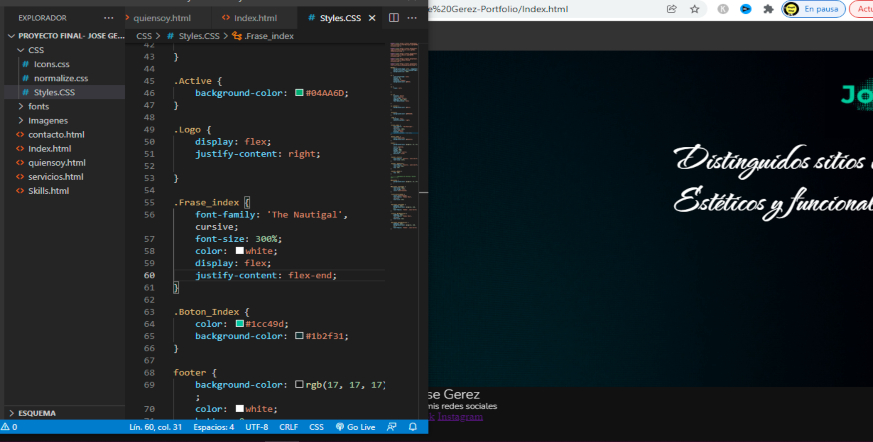 EXPLORADOR
PROYECTO FINAL- JOSE GE...
CSS
# Icons.css
# normalize.css
# Styles.CSS
fonts
Imagenes
contacto.html
Index.html
quiensoy.html
servicios.html
Skills.html
ESQUEMA
quiensoy.html
Index.html
# Styles.CSS
CSS > # Styles.CSS > .Frase_index
42
43 }
44
45 .Active {
46 background-color: #04AA6D;
47 }
48
49 .Logo {
50 display: flex;
51 justify-content: right;
52
53 }
54
55 .Frase_index {
56 font-family: 'The Nautigal',
cursive;
57 font-size: 300%;
58 color: white;
59 display: flex;
60 justify-content: flex-end;
61 }
62
63 .Boton_Index {
64 color: #1cc49d;
65 background-color: #1b2f31;
66 }
67
68 footer {
69 background-color: rgb(17, 17, 17)
;
70 color: white;
0
Lín. 60, col. 31
Espacios: 4
UTF-8
CRLF
CSS
Go Live
e%20Gerez-Portfolio/Index.html
En pausa
Actu
Jo
Distinguidos sitios
Estéticos y funcional
se Gerez
mis redes sociales
k Instagram